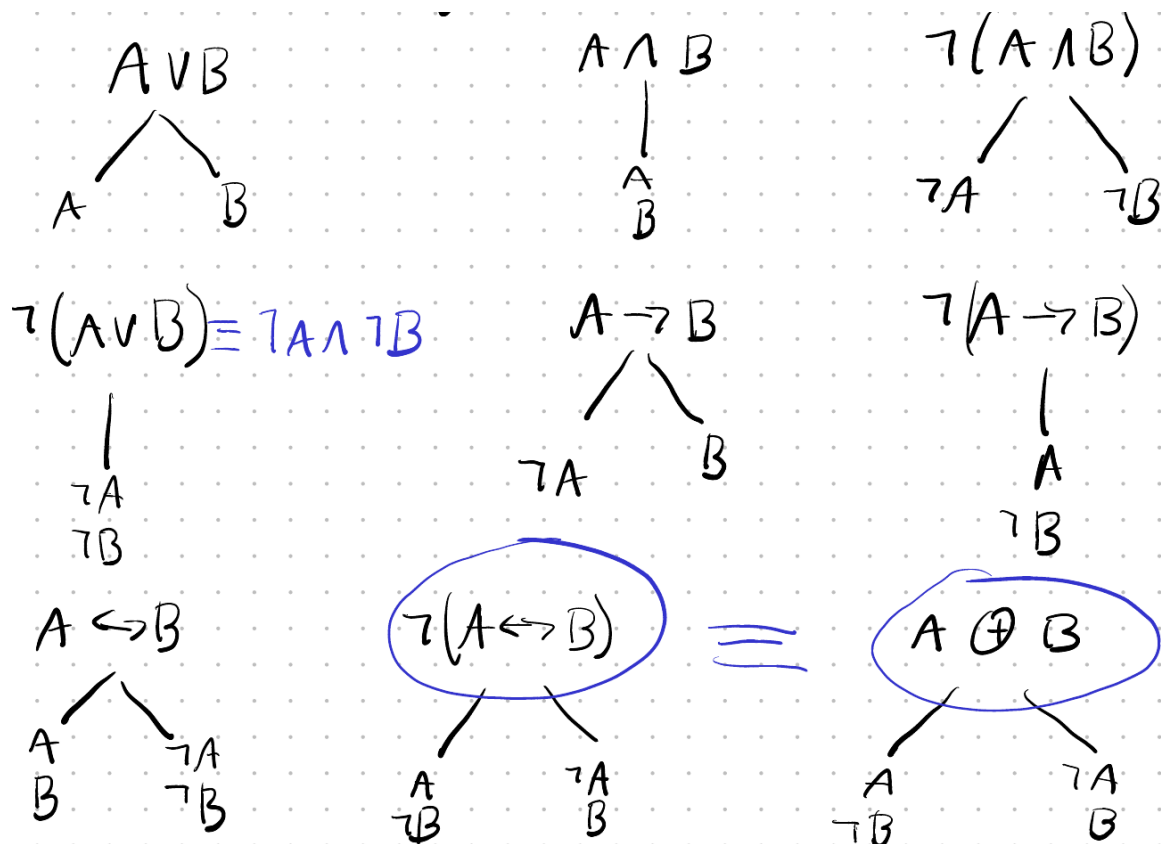 A ∨ B
A B
A ∧ B
A
B
¬(A ∧ B)
¬A ¬B
¬(A ∨ B) ≡ ¬A ∧ ¬B
¬A
¬B
A → B
¬A B
¬(A → B)
A
¬B
A ↔ B
A ¬A
B ¬B
¬(A ↔ B) ≡ A ⊕ B
A ¬A
¬B B
A ¬A
¬B B